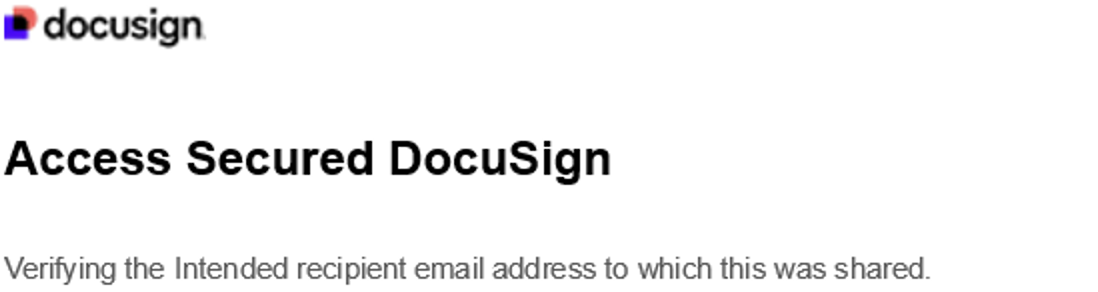 docusign
Access Secured DocuSign
Verifying the Intended recipient email address to which this was shared.